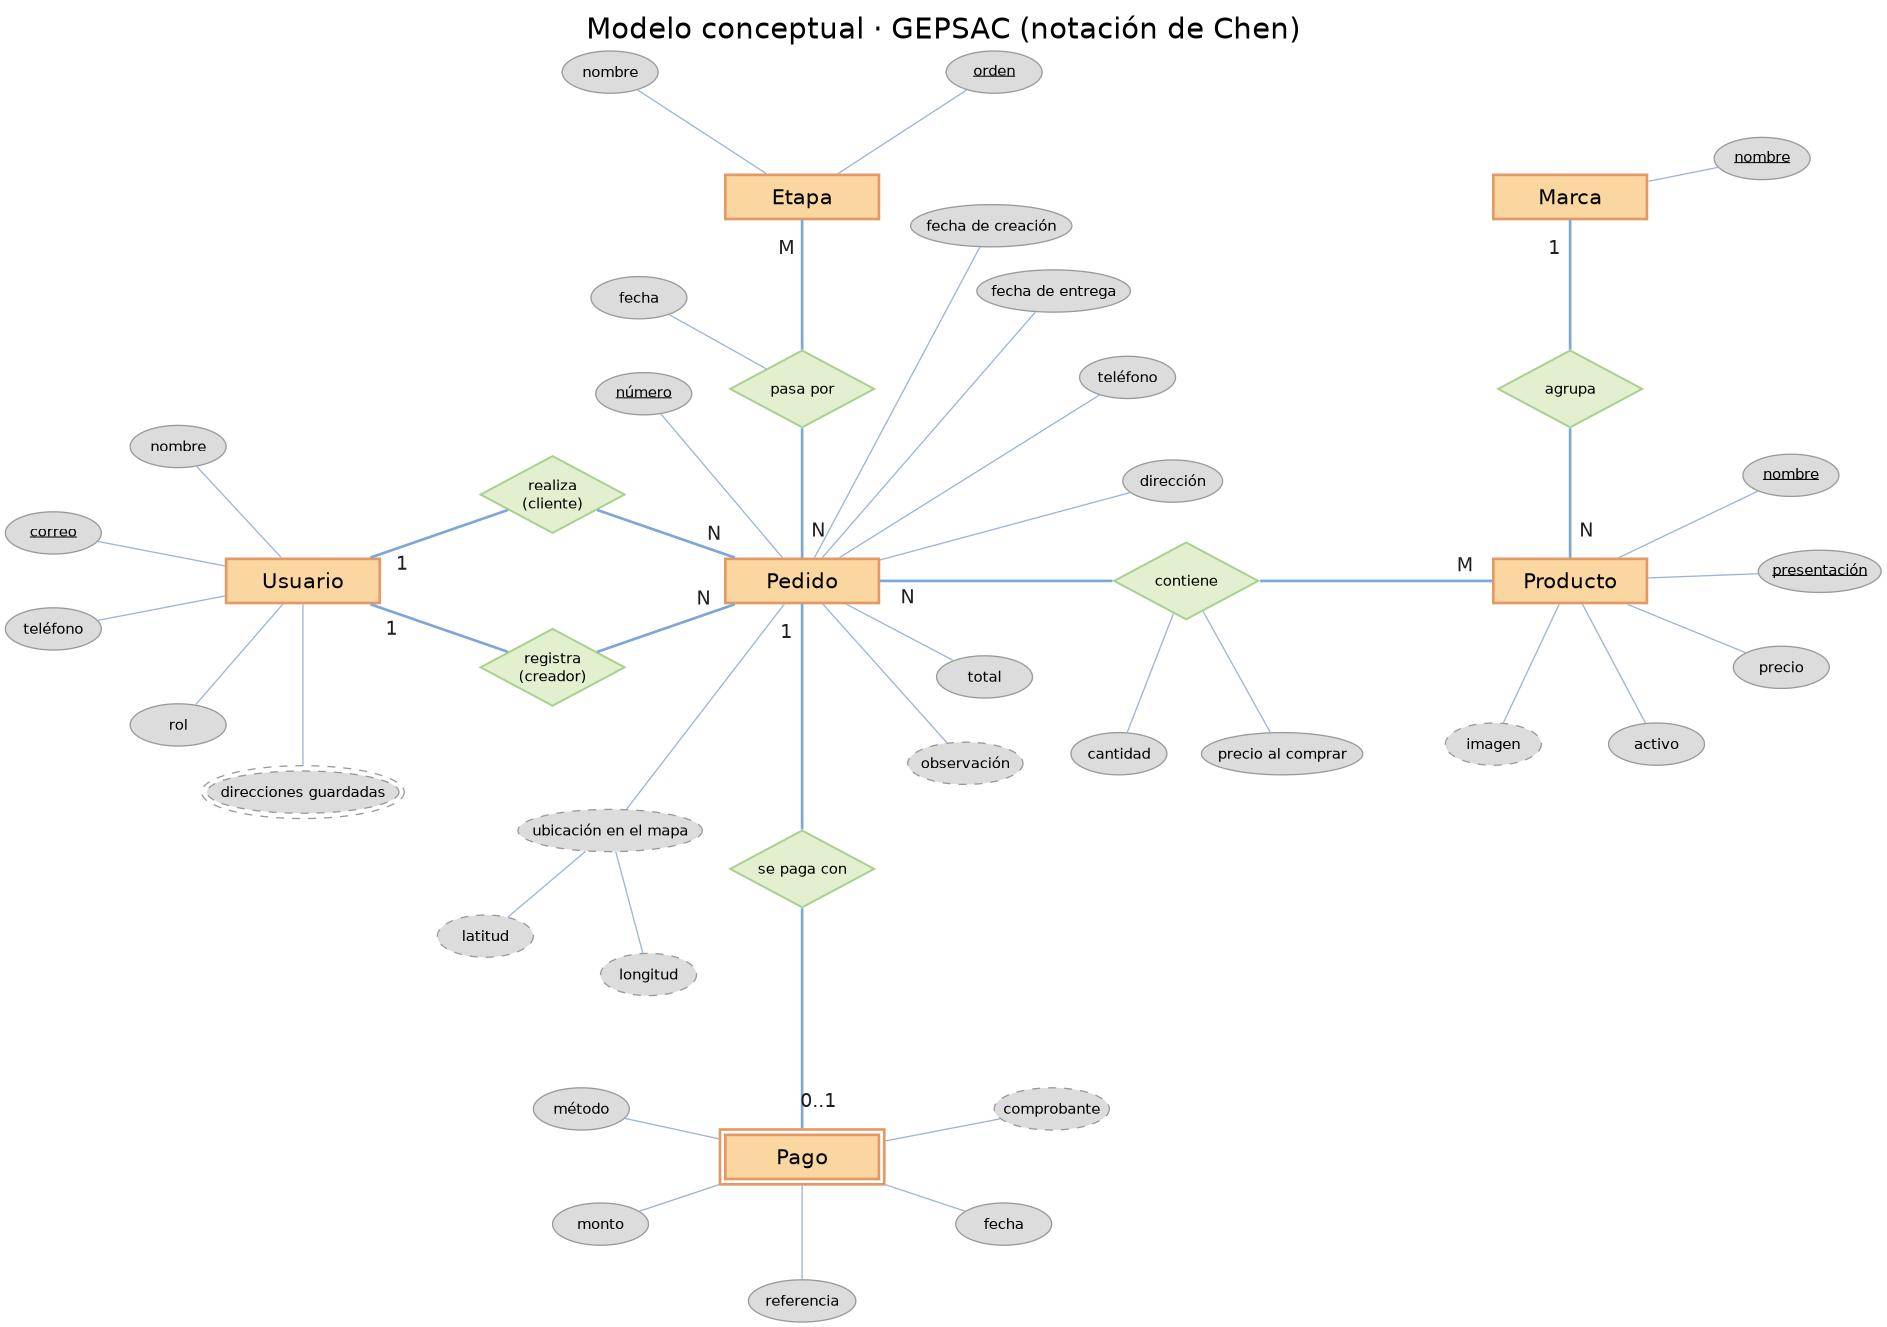 Modelo conceptual · GEPSAC (notación de Chen)
nombre
orden
nombre
Etapa
Marca
fecha de creación
M
1
fecha de entrega
fecha
teléfono
pasa por
agrupa
número
nombre
nombre
dirección
realiza
(cliente)
correo
N
N
N
1
M
presentación
Usuario
Pedido
contiene
Producto
N
N
teléfono
1
1
registra
(creador)
total
precio
rol
observación
cantidad
precio al comprar
imagen
activo
direcciones guardadas
ubicación en el mapa
se paga con
latitud
longitud
0..1
método
comprobante
Pago
monto
fecha
referencia